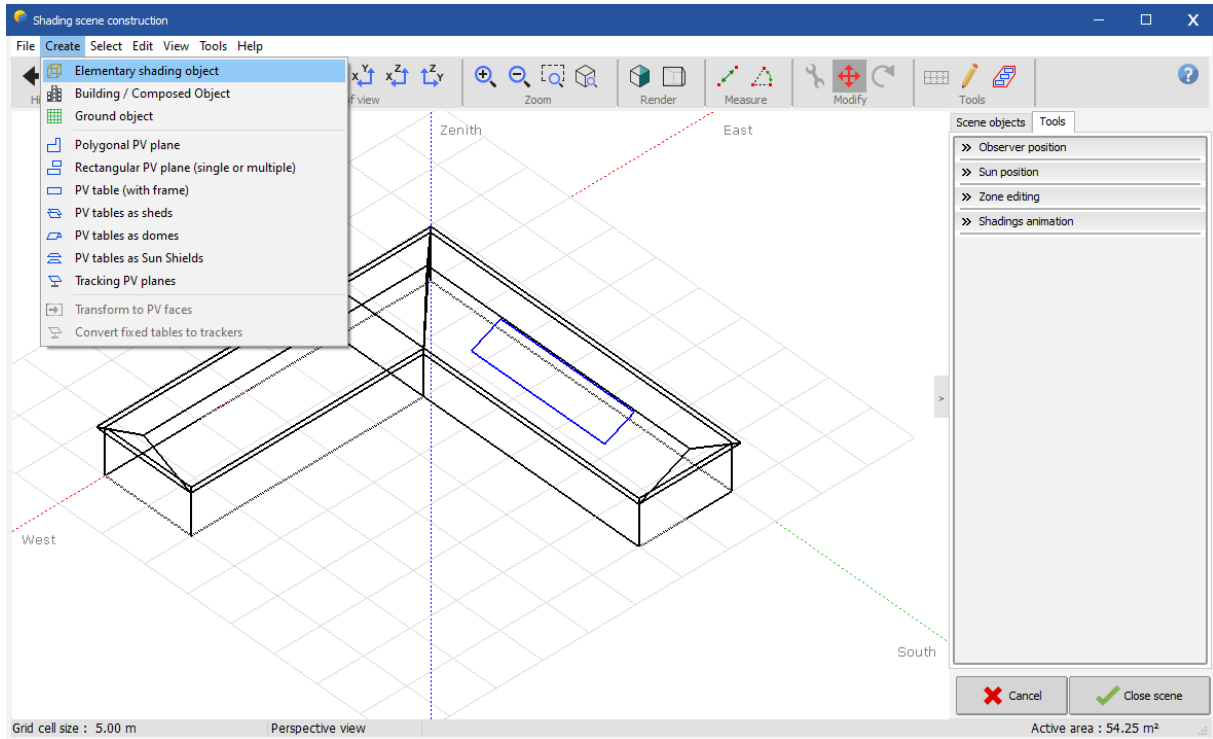 Shading scene construction
File Create Select Edit View Tools Help
Elementary shading object
Building / Composed Object
Ground object
Polygonal PV plane
Rectangular PV plane (single or multiple)
PV table (with frame)
PV tables as sheds
PV tables as domes
PV tables as Sun Shields
Tracking PV planes
Transform to PV faces
Convert fixed tables to trackers
Zoom
Render
Measure
Modify
Tools
Zenith
East
West
South
Scene objects Tools
Observer position
Sun position
Zone editing
Shadings animation
Cancel
Close scene
Grid cell size : 5.00 m
Perspective view
Active area : 54.25 m²